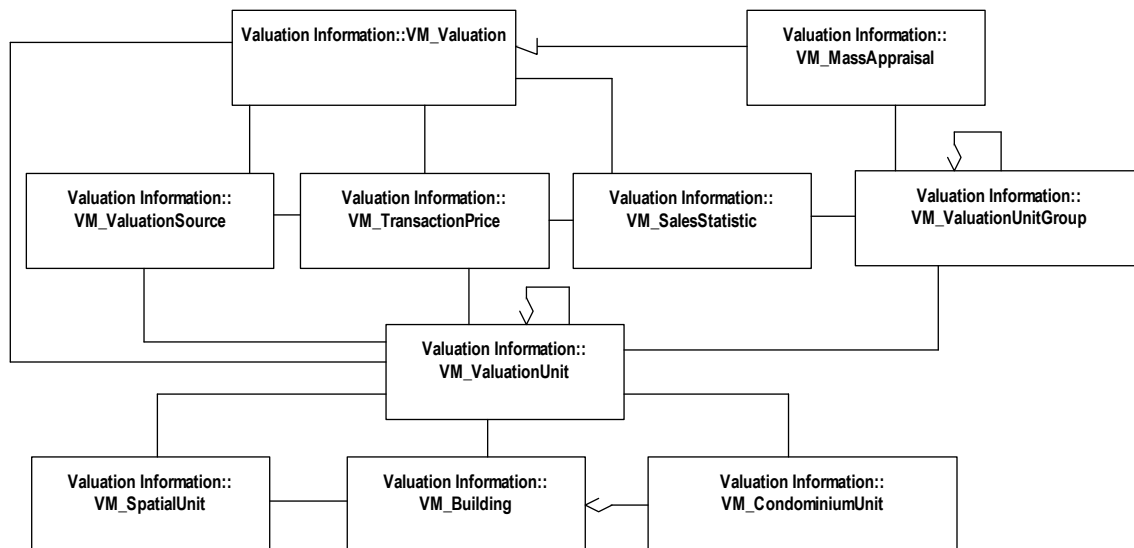 Valuation Information::VM_Valuation
Valuation Information::
VM_MassAppraisal
Valuation Information::
VM_ValuationSource
Valuation Information::
VM_TransactionPrice
Valuation Information::
VM_SalesStatistic
Valuation Information::
VM_ValuationUnitGroup
Valuation Information::
VM_ValuationUnit
Valuation Information::
VM_SpatialUnit
Valuation Information::
VM_Building
Valuation Information::
VM_CondominiumUnit